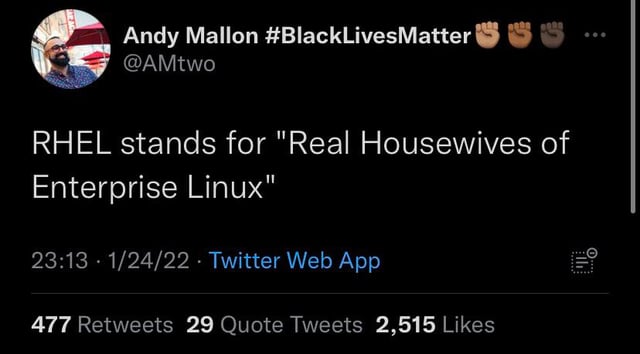 Andy Mallon #BlackLivesMatter✊🏼✊🏽✊🏿
@AMtwo
RHEL stands for "Real Housewives of
Enterprise Linux"
23:13 · 1/24/22 · Twitter Web App
477 Retweets 29 Quote Tweets 2,515 Likes